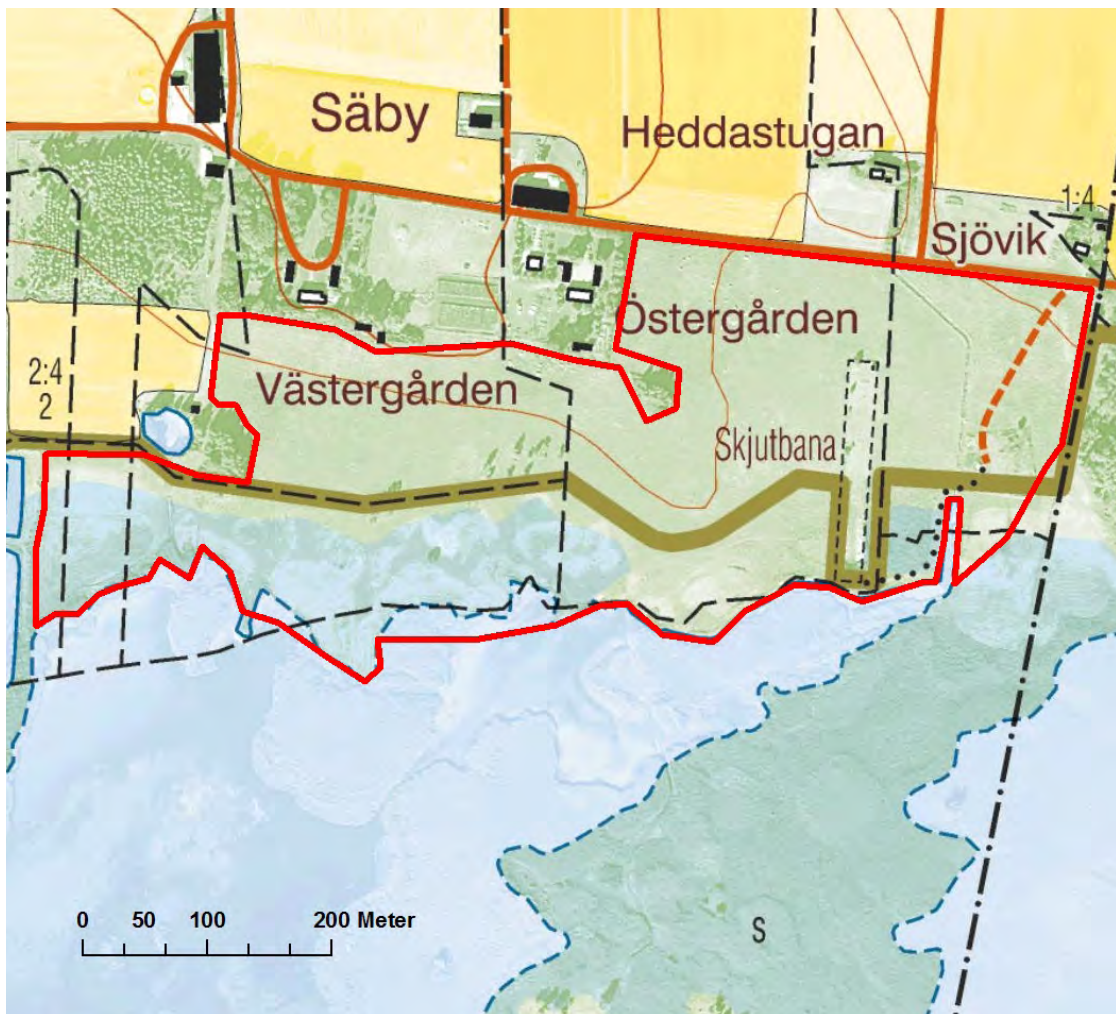 Säby
Heddastugan
1:4
Sjövik
Östergården
2:4
2
Västergården
Skjutbana
0 50 100 200 Meter
S